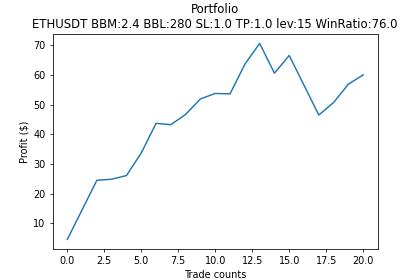 Portfolio
ETHUSDT BBM:2.4 BBL:280 SL:1.0 TP:1.0 lev:15 WinRatio:76.0
70
60
50
40
30
20
10
Profit ($)
0.0 2.5 5.0 7.5 10.0 12.5 15.0 17.5 20.0
Trade counts